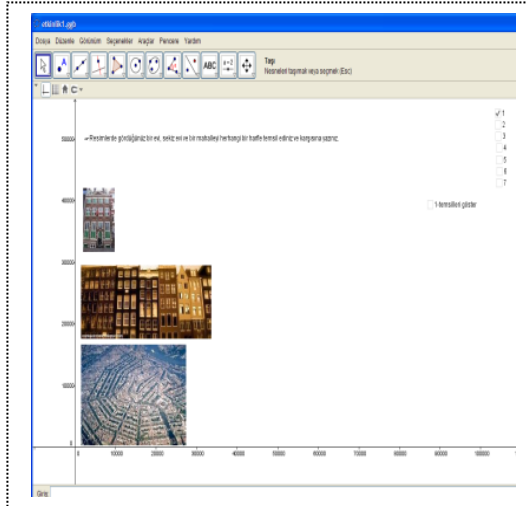 etkinlik1.ggb
Dosya Düzenle Görünüm Seçenekler Araçlar Pencere Yardım
ABC
a=2
Taşı
Nesneleri taşımak veya seçmek (Esc)
50000
Resimlerde gördüğünüz bir evi, sekiz evi ve bir mahalleyi herhangi bir harfle temsil ediniz ve karşısına yazınız.
1
2
3
4
5
6
7
40000
1-temsilleri göster
30000
20000
10000
0
0 10000 20000 30000 40000 50000 60000 70000 80000 90000 100000
Giriş: